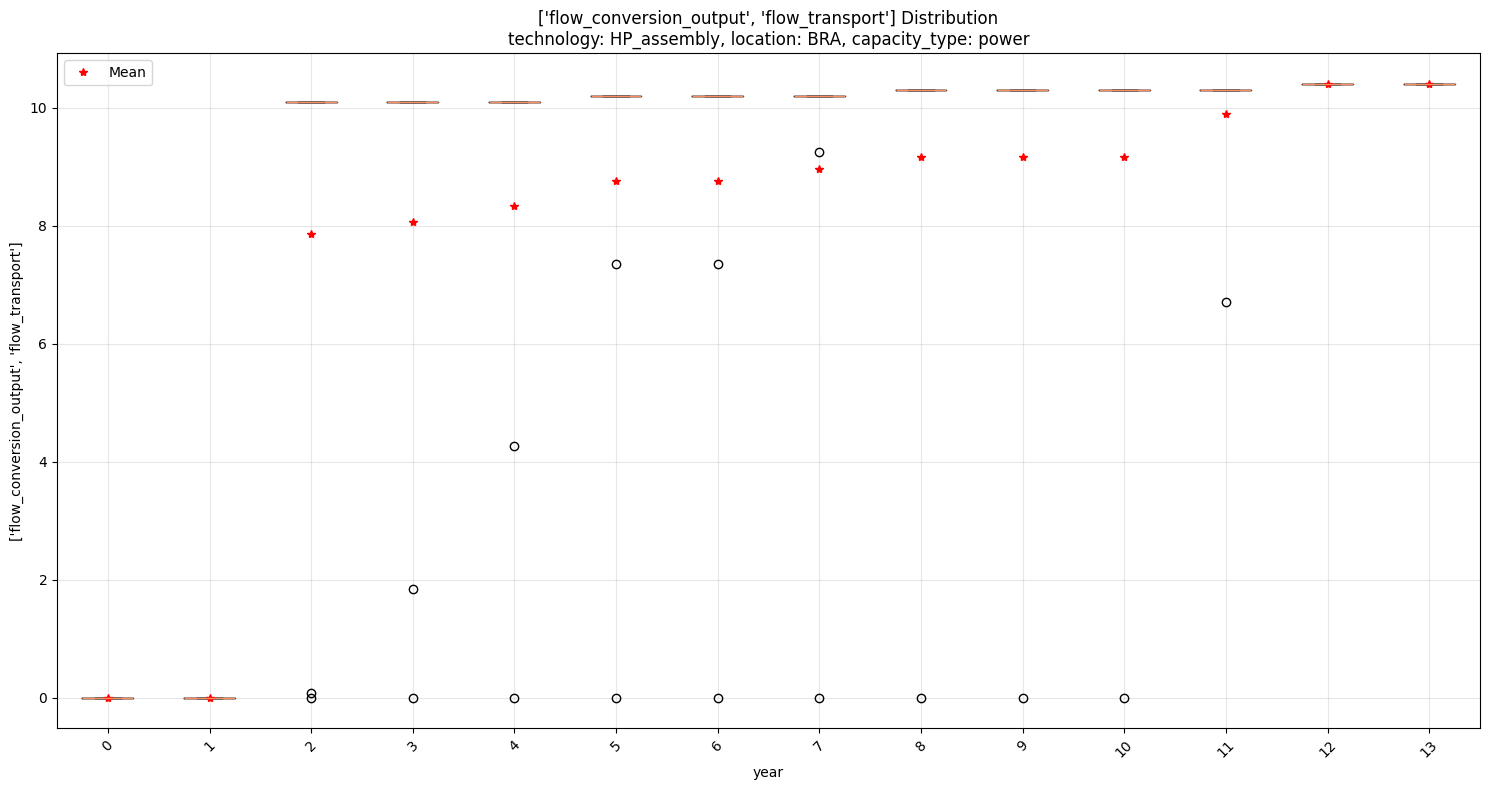 ['flow_conversion_output', 'flow_transport'] Distribution
technology: HP_assembly, location: BRA, capacity_type: power
Mean
['flow_conversion_output', 'flow_transport']
10
8
6
4
2
0
0 1 2 3 4 5 6 7 8 9 10 11 12 13
year